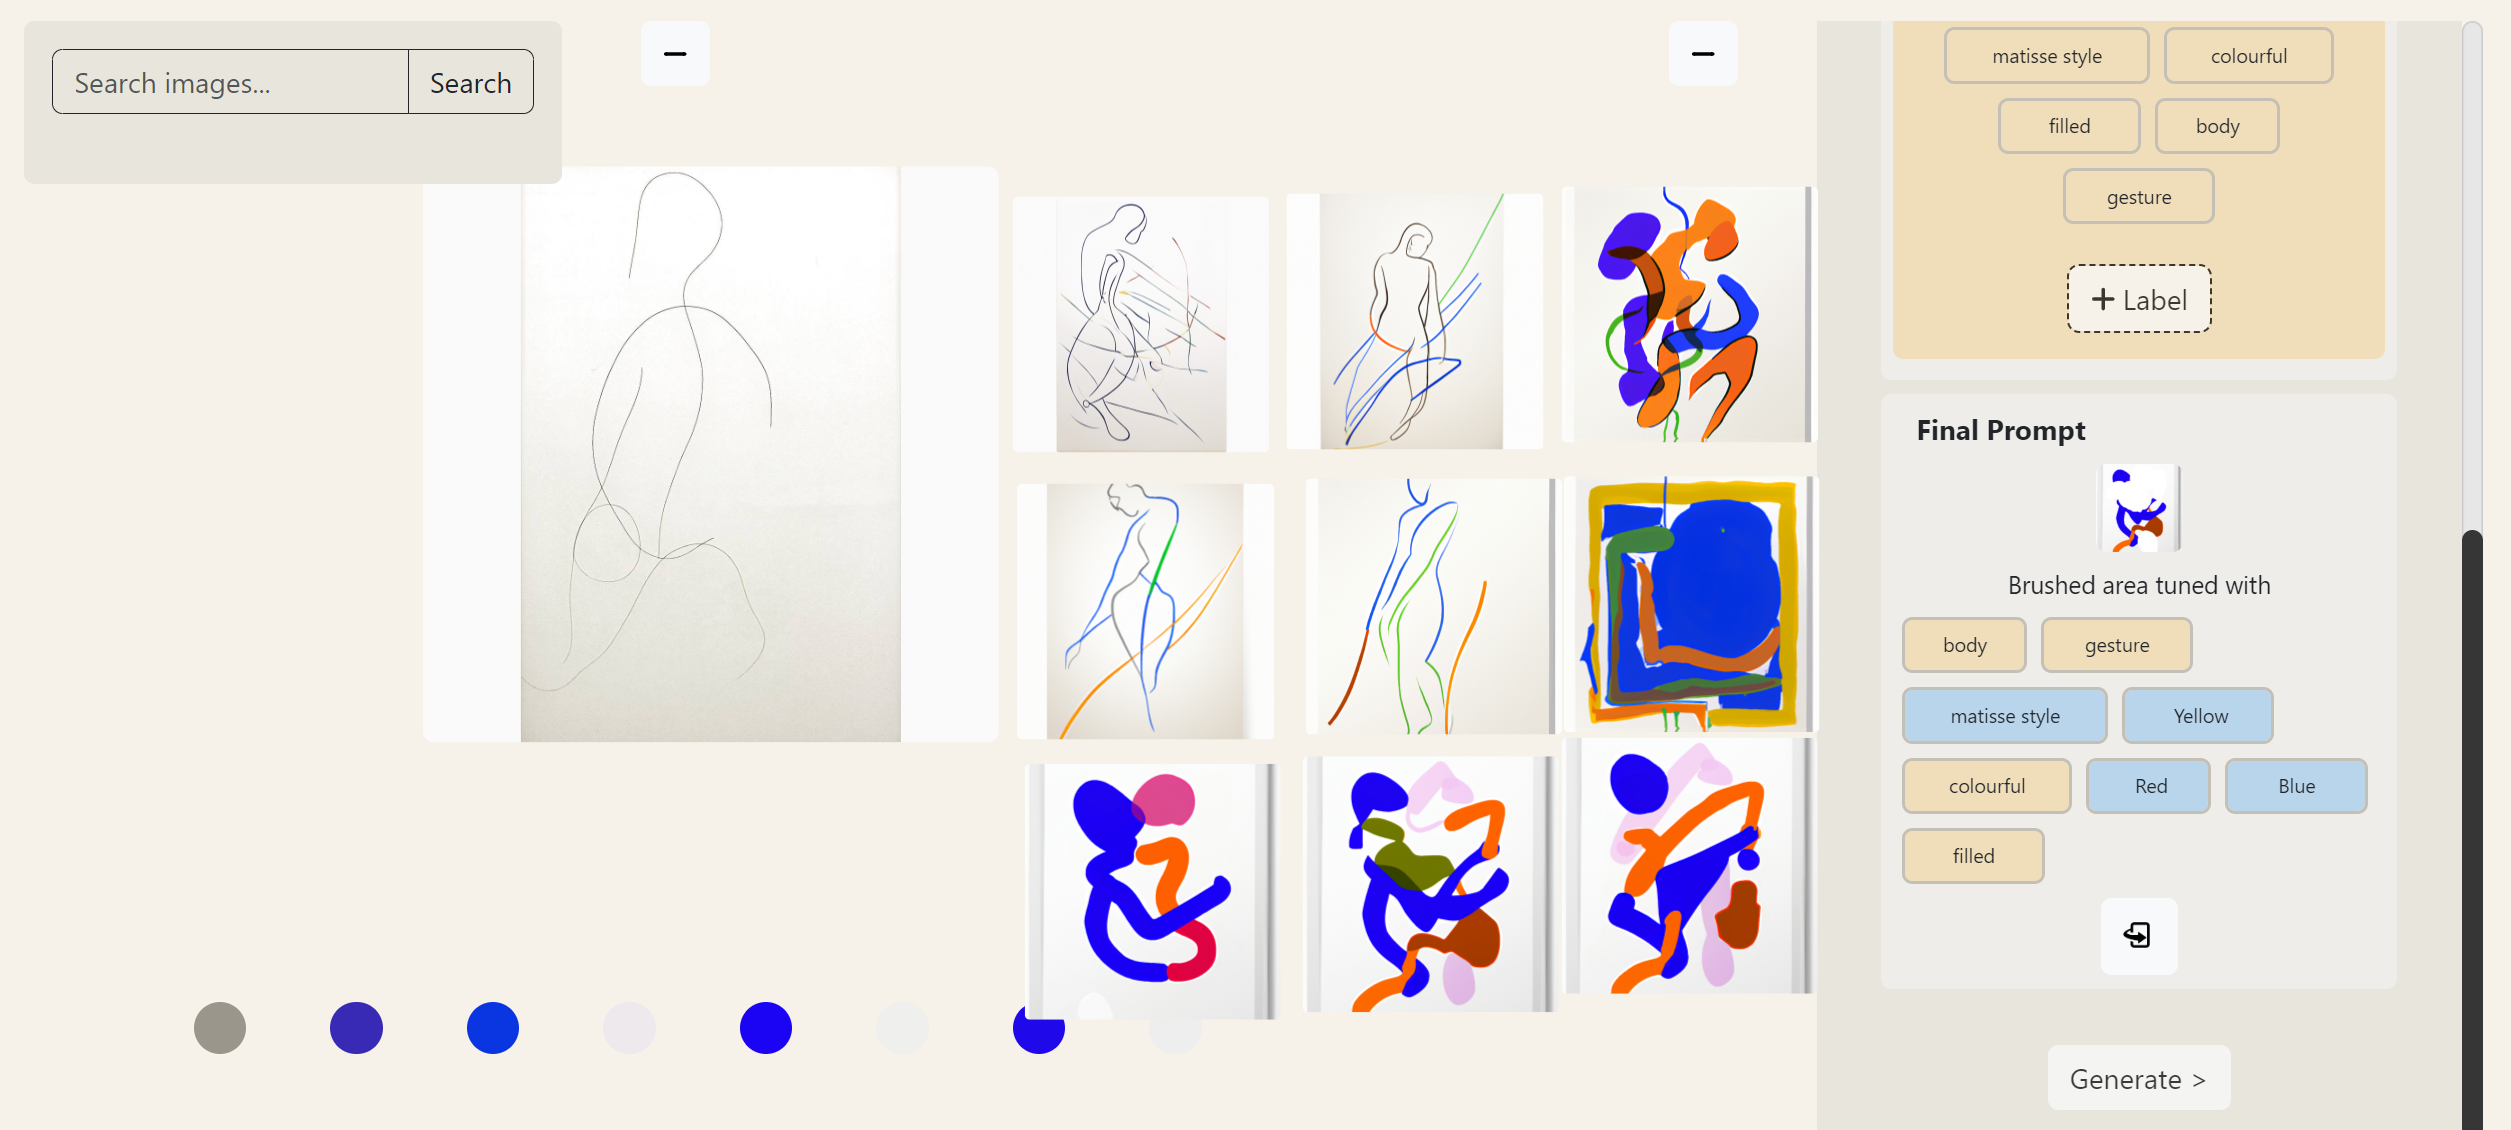 Search images...
Search
matisse style
colourful
filled
body
gesture
+ Label
Final Prompt
Brushed area tuned with
body
gesture
matisse style
Yellow
colourful
Red
Blue
filled
Generate >